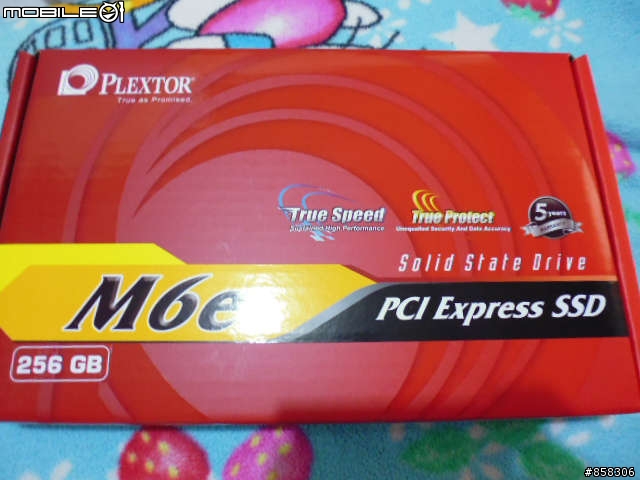 MOBILE01
PLEXTOR
True as Promised.
True Speed
Sustained High Performance
True Protect
Unequalled Security And Data Accuracy
5 years
Solid State Drive
M6e
PCI Express SSD
256 GB
#858306